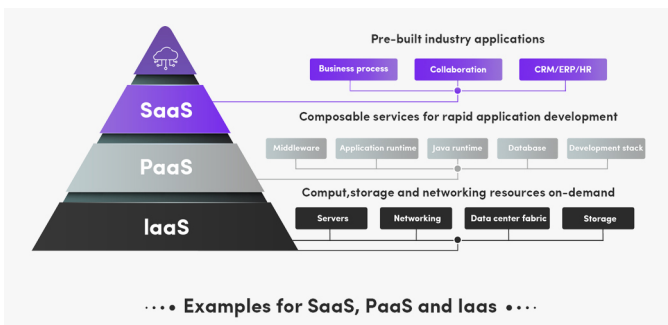 Pre-built industry applications
Business process
Collaboration
CRM/ERP/HR
SaaS
Composable services for rapid application development
Middleware
Application runtime
Java runtime
Database
Development stack
PaaS
Comput,storage and networking resources on-demand
Servers
Networking
Data center fabric
Storage
IaaS
Examples for SaaS, PaaS and Iaas